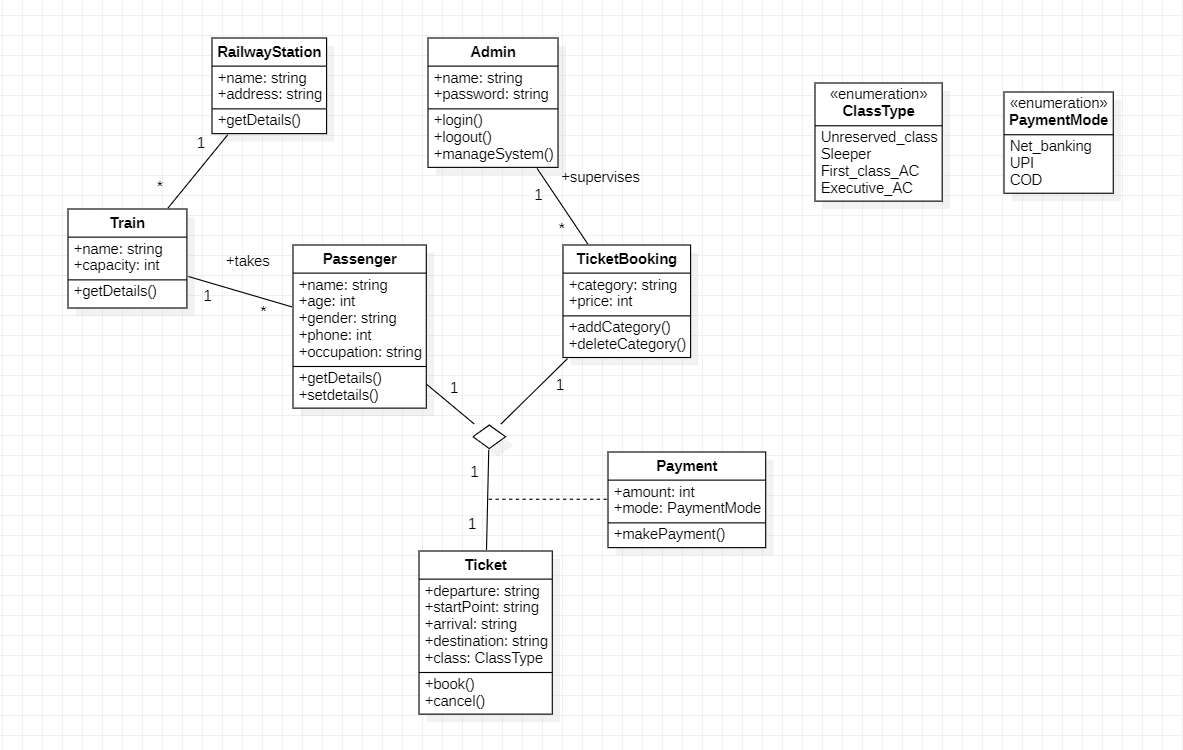 RailwayStation
+name: string
+address: string
+getDetails()
Admin
+name: string
+password: string
+login()
+logout()
+manageSystem()
«enumeration»
ClassType
Unreserved_class
Sleeper
First_class_AC
Executive_AC
«enumeration»
PaymentMode
Net_banking
UPI
COD
1
*
+supervises
1
*
Train
+name: string
+capacity: int
+getDetails()
+takes
1
*
Passenger
+name: string
+age: int
+gender: string
+phone: int
+occupation: string
+getDetails()
+setdetails()
TicketBooking
+category: string
+price: int
+addCategory()
+deleteCategory()
1
1
1
1
Payment
+amount: int
+mode: PaymentMode
+makePayment()
Ticket
+departure: string
+startPoint: string
+arrival: string
+destination: string
+class: ClassType
+book()
+cancel()